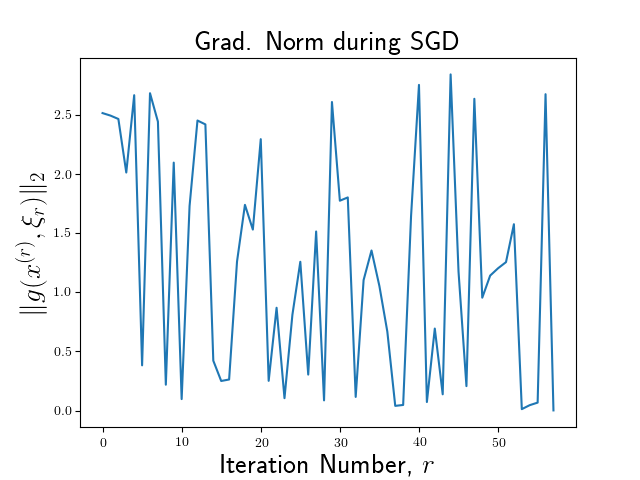 Grad. Norm during SGD
||g(x^{(r)}, ξ_r)||_2
2.5
2.0
1.5
1.0
0.5
0.0
0 10 20 30 40 50
Iteration Number, r